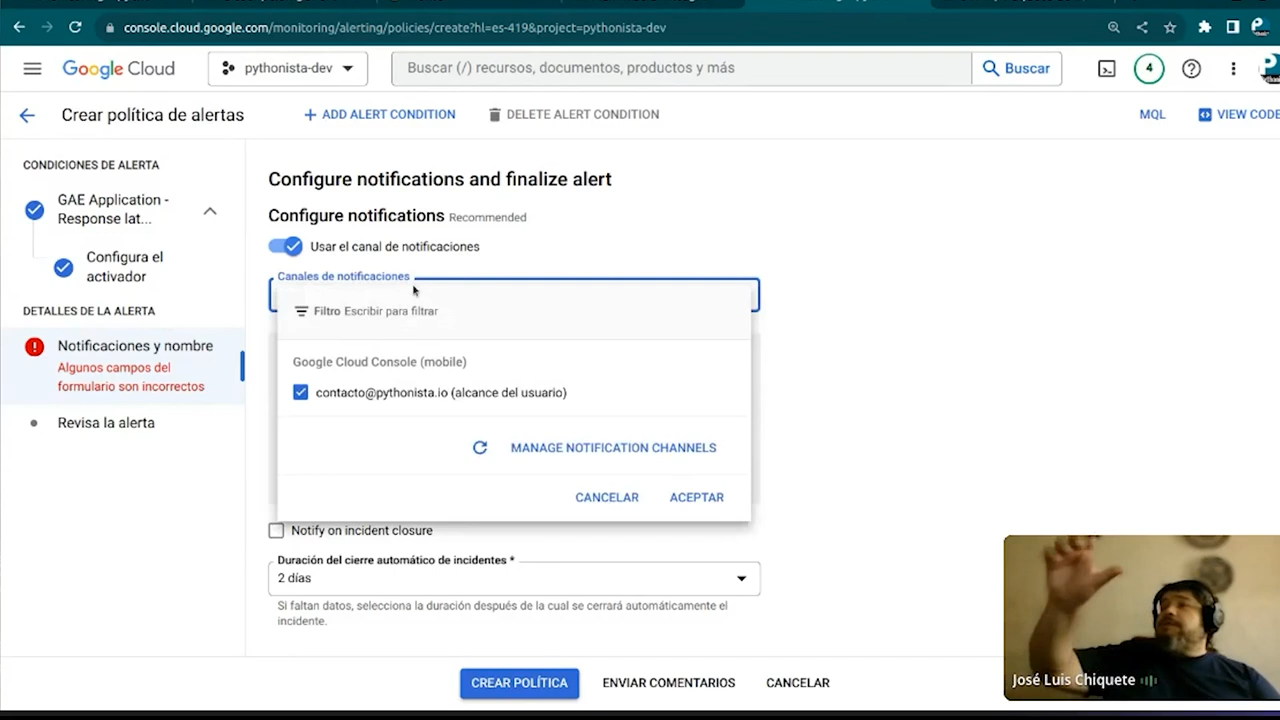 console.cloud.google.com/monitoring/alerting/policies/create?hl=es-419&project=pythonista-dev
Google Cloud
pythonista-dev
Buscar (/) recursos, documentos, productos y más
Buscar
4
Crear política de alertas
ADD ALERT CONDITION
DELETE ALERT CONDITION
MQL
VIEW CODE
CONDICIONES DE ALERTA
GAE Application -
Response lat...
Configura el
activador
DETALLES DE LA ALERTA
Notificaciones y nombre
Algunos campos del
formulario son incorrectos
Revisa la alerta
Configure notifications and finalize alert
Configure notifications Recommended
Usar el canal de notificaciones
Canales de notificaciones
Filtro Escribir para filtrar
Google Cloud Console (mobile)
contacto@pythonista.io (alcance del usuario)
MANAGE NOTIFICATION CHANNELS
CANCELAR
ACEPTAR
Notify on incident closure
Duración del cierre automático de incidentes *
2 días
Si faltan datos, selecciona la duración después de la cual se cerrará automáticamente el
incidente.
CREAR POLÍTICA
ENVIAR COMENTARIOS
CANCELAR
José Luis Chiquete